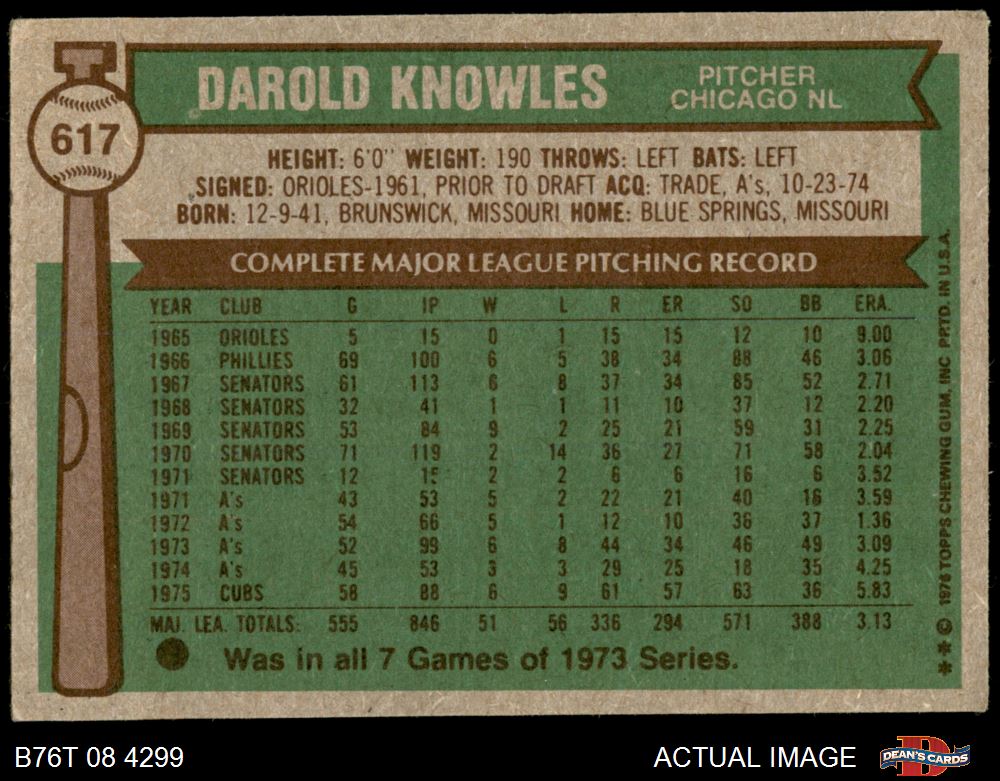 617
DAROLD KNOWLES
PITCHER
CHICAGO NL
HEIGHT: 6'0" WEIGHT: 190 THROWS: LEFT BATS: LEFT
SIGNED: ORIOLES-1961, PRIOR TO DRAFT ACQ: TRADE, A's, 10-23-74
BORN: 12-9-41, BRUNSWICK, MISSOURI HOME: BLUE SPRINGS, MISSOURI
COMPLETE MAJOR LEAGUE PITCHING RECORD
YEAR CLUB G IP W L R ER SO BB ERA.
1965 ORIOLES 5 15 0 1 15 15 12 10 9.00
1966 PHILLIES 69 100 6 5 38 34 88 46 3.06
1967 SENATORS 61 113 6 8 37 34 85 52 2.71
1968 SENATORS 32 41 1 1 11 10 37 12 2.20
1969 SENATORS 53 84 9 2 25 21 59 31 2.25
1970 SENATORS 71 119 2 14 36 27 71 58 2.04
1971 SENATORS 12 15 2 2 6 6 16 6 3.52
1971 A's 43 53 5 2 22 21 40 16 3.59
1972 A's 54 66 5 1 12 10 36 37 1.36
1973 A's 52 99 6 8 44 34 46 49 3.09
1974 A's 45 53 3 3 29 25 18 35 4.25
1975 CUBS 58 88 6 9 61 57 63 36 5.83
MAJ. LEA. TOTALS: 555 846 51 56 336 294 571 388 3.13
Was in all 7 Games of 1973 Series.
** © 1976 TOPPS CHEWING GUM, INC PRTD. IN U.S.A.
B76T 08 4299
ACTUAL IMAGE
D
DEAN'S CARDS